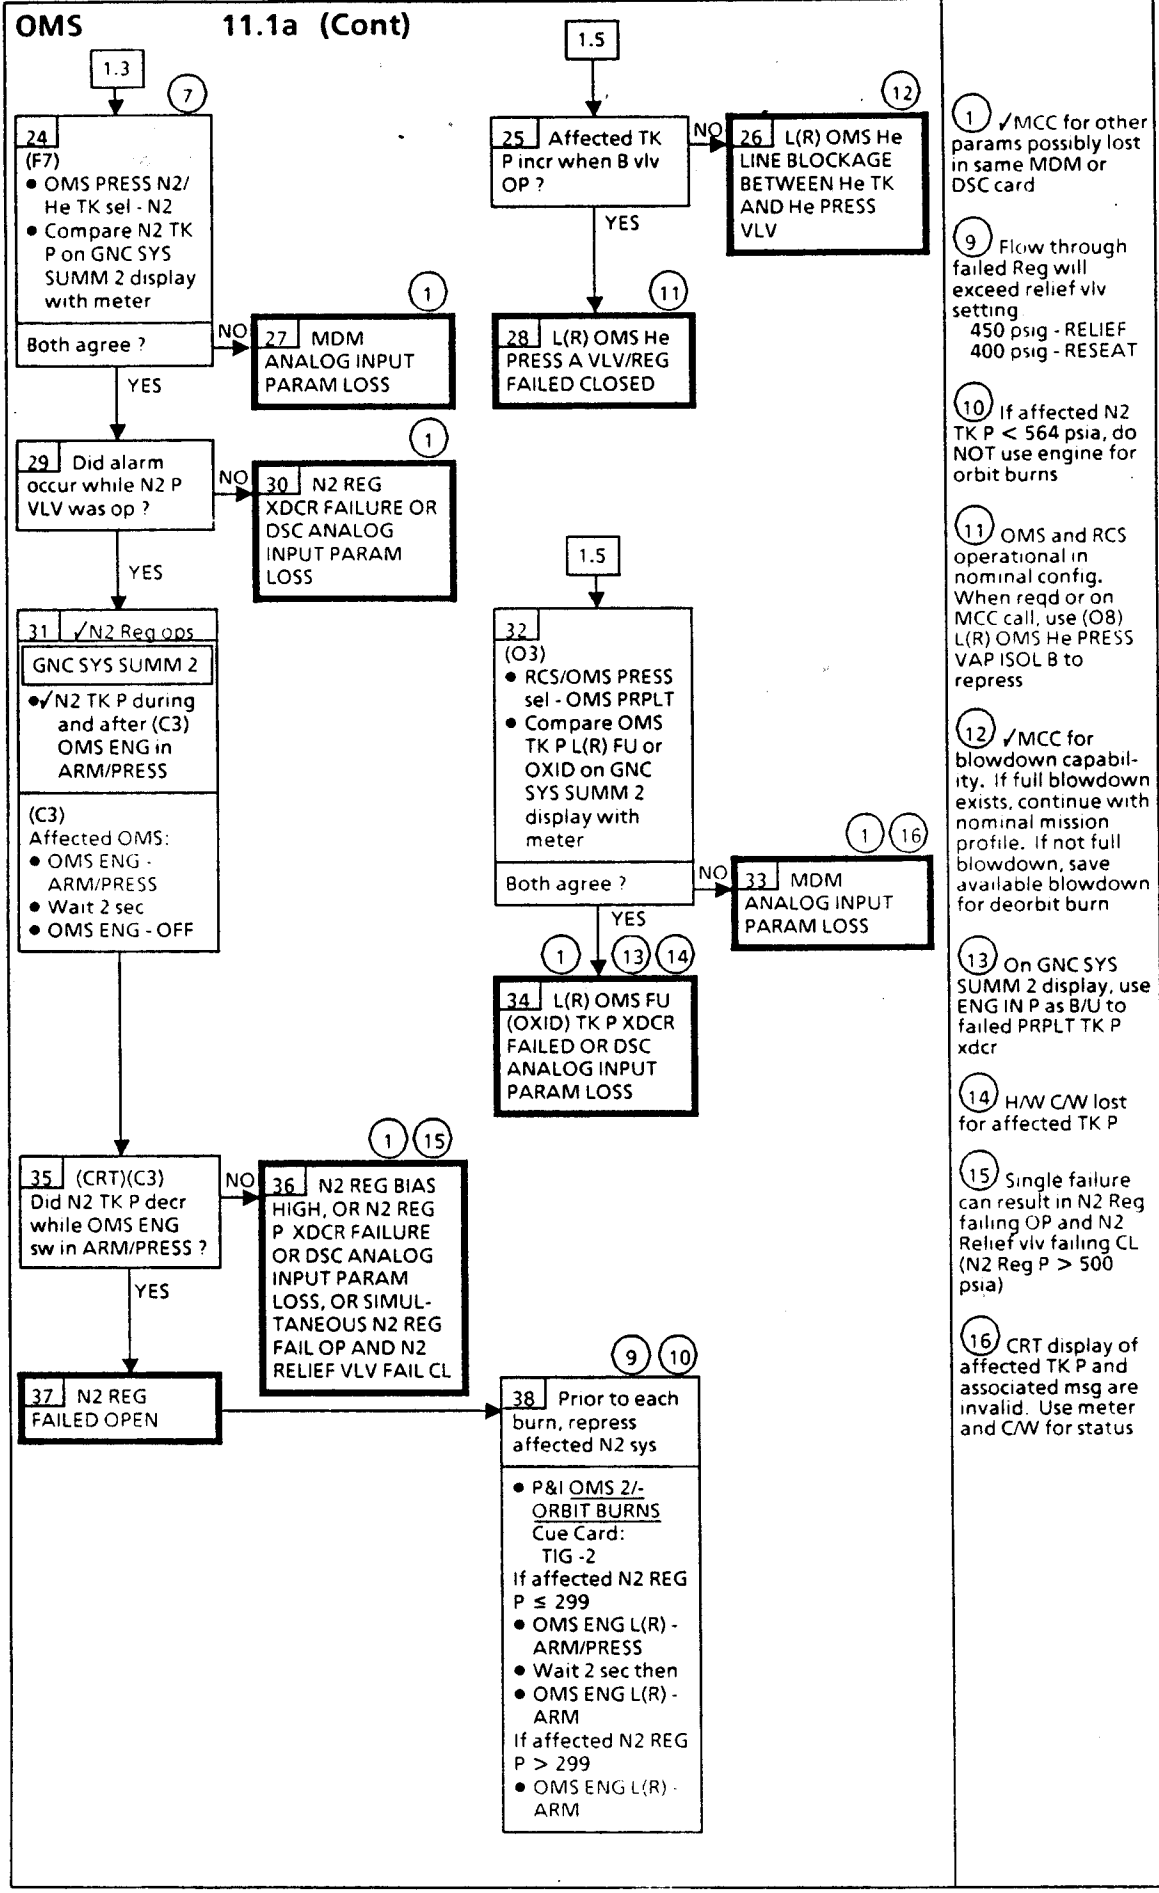 OMS 11.1a (Cont)
1.3
7
24
(F7)
• OMS PRESS N2/
He TK sel - N2
• Compare N2 TK
P on GNC SYS
SUMM 2 display
with meter
Both agree ?
NO
YES
1
27 MDM
ANALOG INPUT
PARAM LOSS
29 Did alarm
occur while N2 P
VLV was op ?
NO
YES
1
30 N2 REG
XDCR FAILURE OR
DSC ANALOG
INPUT PARAM
LOSS
31 ✓N2 Reg ops
GNC SYS SUMM 2
•✓N2 TK P during
and after (C3)
OMS ENG in
ARM/PRESS
(C3)
Affected OMS:
• OMS ENG -
ARM/PRESS
• Wait 2 sec
• OMS ENG - OFF
35 (CRT)(C3)
Did N2 TK P decr
while OMS ENG
sw in ARM/PRESS ?
NO
YES
1 15
36 N2 REG BIAS
HIGH, OR N2 REG
P XDCR FAILURE
OR DSC ANALOG
INPUT PARAM
LOSS, OR SIMUL-
TANEOUS N2 REG
FAIL OP AND N2
RELIEF VLV FAIL CL
37 N2 REG
FAILED OPEN
1.5
25 Affected TK
P incr when B vlv
OP ?
NO
YES
12
26 L(R) OMS He
LINE BLOCKAGE
BETWEEN He TK
AND He PRESS
VLV
11
28 L(R) OMS He
PRESS A VLV/REG
FAILED CLOSED
1.5
32
(O3)
• RCS/OMS PRESS
sel - OMS PRPLT
• Compare OMS
TK P L(R) FU or
OXID on GNC
SYS SUMM 2
display with
meter
Both agree ?
NO
YES
1 16
33 MDM
ANALOG INPUT
PARAM LOSS
1 13 14
34 L(R) OMS FU
(OXID) TK P XDCR
FAILED OR DSC
ANALOG INPUT
PARAM LOSS
9 10
38 Prior to each
burn, repress
affected N2 sys
• P&I OMS 2/-
ORBIT BURNS
Cue Card:
TIG -2
If affected N2 REG
P ≤ 299
• OMS ENG L(R) -
ARM/PRESS
• Wait 2 sec then
• OMS ENG L(R) -
ARM
If affected N2 REG
P > 299
• OMS ENG L(R) -
ARM
1 ✓MCC for other
params possibly lost
in same MDM or
DSC card
9 Flow through
failed Reg will
exceed relief vlv
setting
450 psig - RELIEF
400 psig - RESEAT
10 If affected N2
TK P < 564 psia, do
NOT use engine for
orbit burns
11 OMS and RCS
operational in
nominal config.
When reqd or on
MCC call, use (O8)
L(R) OMS He PRESS
VAP ISOL B to
repress
12 ✓MCC for
blowdown capabil-
ity. If full blowdown
exists, continue with
nominal mission
profile. If not full
blowdown, save
available blowdown
for deorbit burn
13 On GNC SYS
SUMM 2 display, use
ENG IN P as B/U to
failed PRPLT TK P
xdcr
14 H/W C/W lost
for affected TK P
15 Single failure
can result in N2 Reg
failing OP and N2
Relief vlv failing CL
(N2 Reg P > 500
psia)
16 CRT display of
affected TK P and
associated msg are
invalid. Use meter
and C/W for status